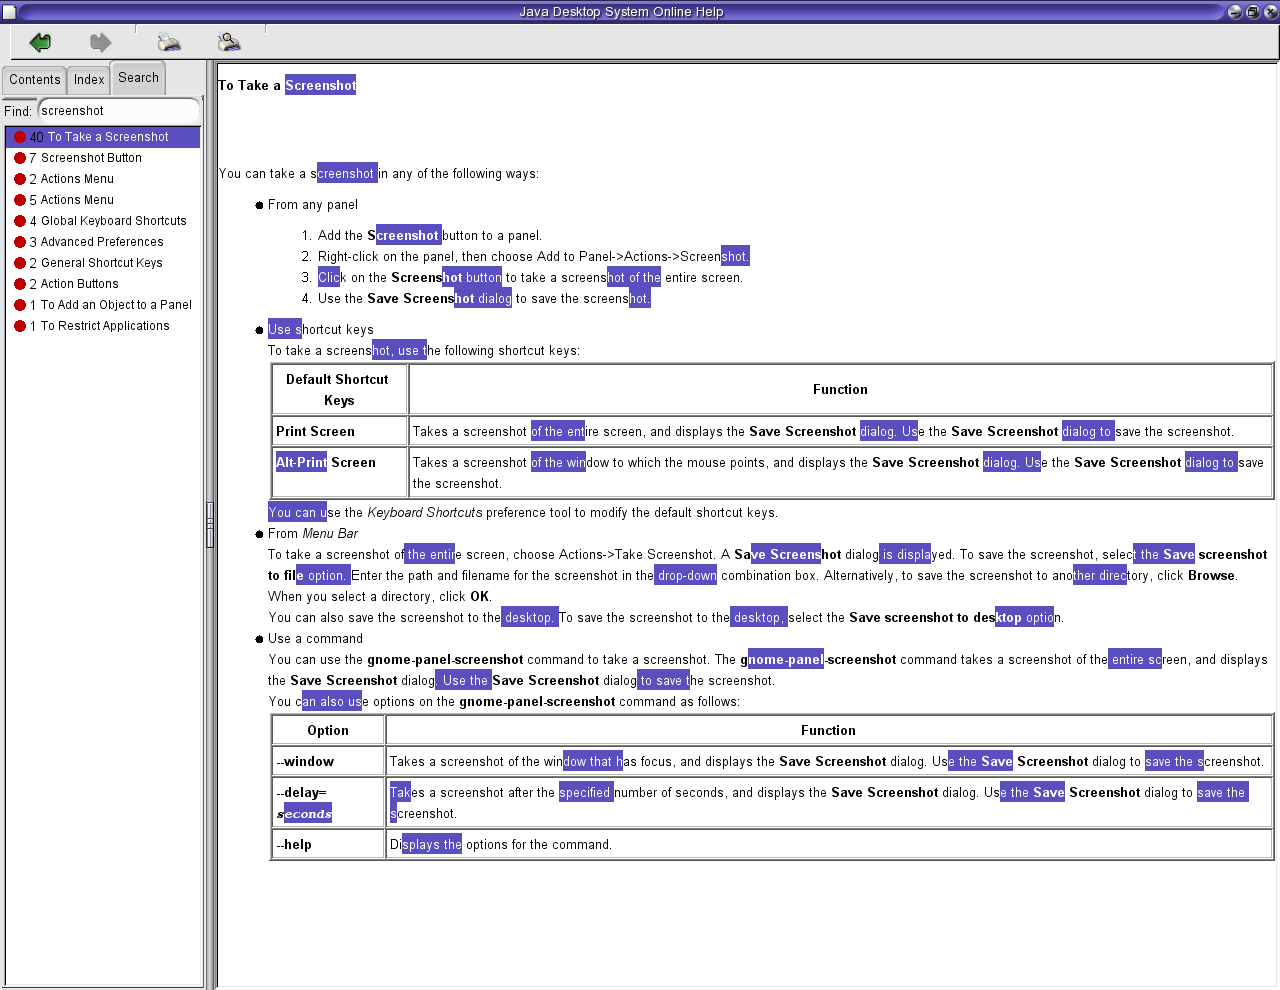 Java Desktop System Online Help
Contents Index Search
Find: screenshot
40 To Take a Screenshot
7 Screenshot Button
2 Actions Menu
5 Actions Menu
4 Global Keyboard Shortcuts
3 Advanced Preferences
2 General Shortcut Keys
2 Action Buttons
1 To Add an Object to a Panel
1 To Restrict Applications
To Take a Screenshot
You can take a screenshot in any of the following ways:
From any panel
1. Add the Screenshot button to a panel.
2. Right-click on the panel, then choose Add to Panel->Actions->Screenshot.
3. Click on the Screenshot button to take a screenshot of the entire screen.
4. Use the Save Screenshot dialog to save the screenshot.
Use shortcut keys
To take a screenshot, use the following shortcut keys:
Default Shortcut
Keys
Function
Print Screen
Takes a screenshot of the entire screen, and displays the Save Screenshot dialog. Use the Save Screenshot dialog to save the screenshot.
Alt-Print Screen
Takes a screenshot of the window to which the mouse points, and displays the Save Screenshot dialog. Use the Save Screenshot dialog to save
the screenshot.
You can use the Keyboard Shortcuts preference tool to modify the default shortcut keys.
From Menu Bar
To take a screenshot of the entire screen, choose Actions->Take Screenshot. A Save Screenshot dialog is displayed. To save the screenshot, select the Save screenshot
to file option. Enter the path and filename for the screenshot in the drop-down combination box. Alternatively, to save the screenshot to another directory, click Browse.
When you select a directory, click OK.
You can also save the screenshot to the desktop. To save the screenshot to the desktop, select the Save screenshot to desktop option.
Use a command
You can use the gnome-panel-screenshot command to take a screenshot. The gnome-panel-screenshot command takes a screenshot of the entire screen, and displays
the Save Screenshot dialog. Use the Save Screenshot dialog to save the screenshot.
You can also use options on the gnome-panel-screenshot command as follows:
Option
Function
--window
Takes a screenshot of the window that has focus, and displays the Save Screenshot dialog. Use the Save Screenshot dialog to save the screenshot.
--delay=
seconds
Takes a screenshot after the specified number of seconds, and displays the Save Screenshot dialog. Use the Save Screenshot dialog to save the
screenshot.
--help
Displays the options for the command.